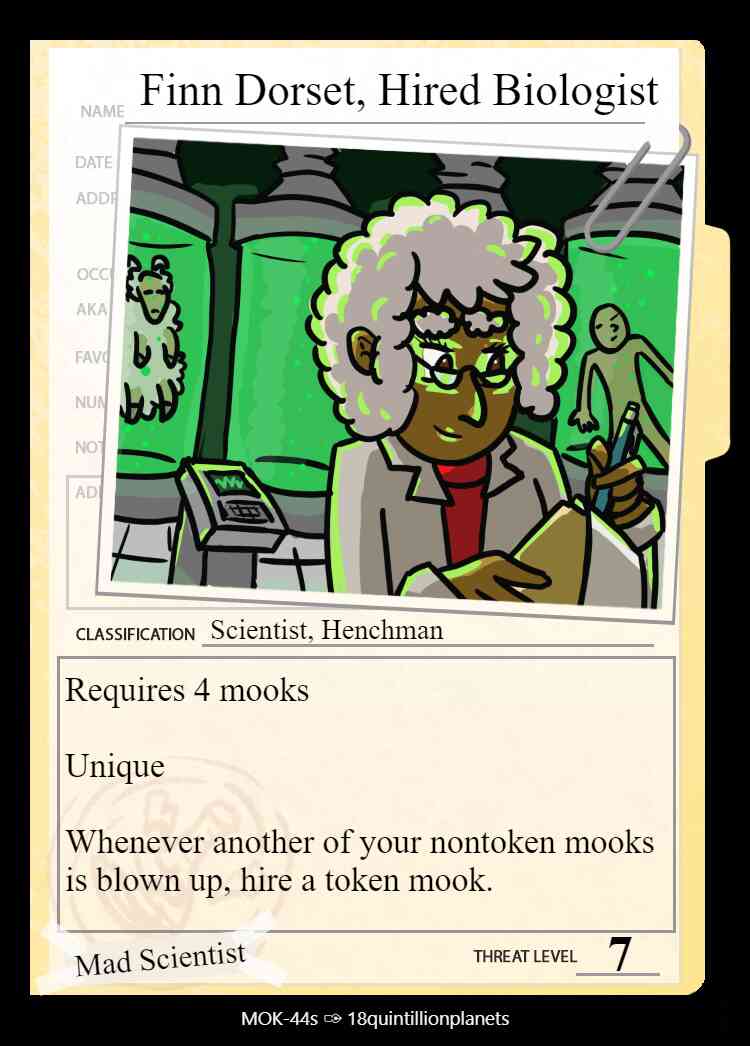 NAME Finn Dorset, Hired Biologist
DATE
ADDR
OCCU
AKA
FAVO
NUM
NOT
ADD
CLASSIFICATION Scientist, Henchman
Requires 4 mooks
Unique
Whenever another of your nontoken mooks
is blown up, hire a token mook.
Mad Scientist THREAT LEVEL 7
MOK-44s ➩ 18quintillionplanets